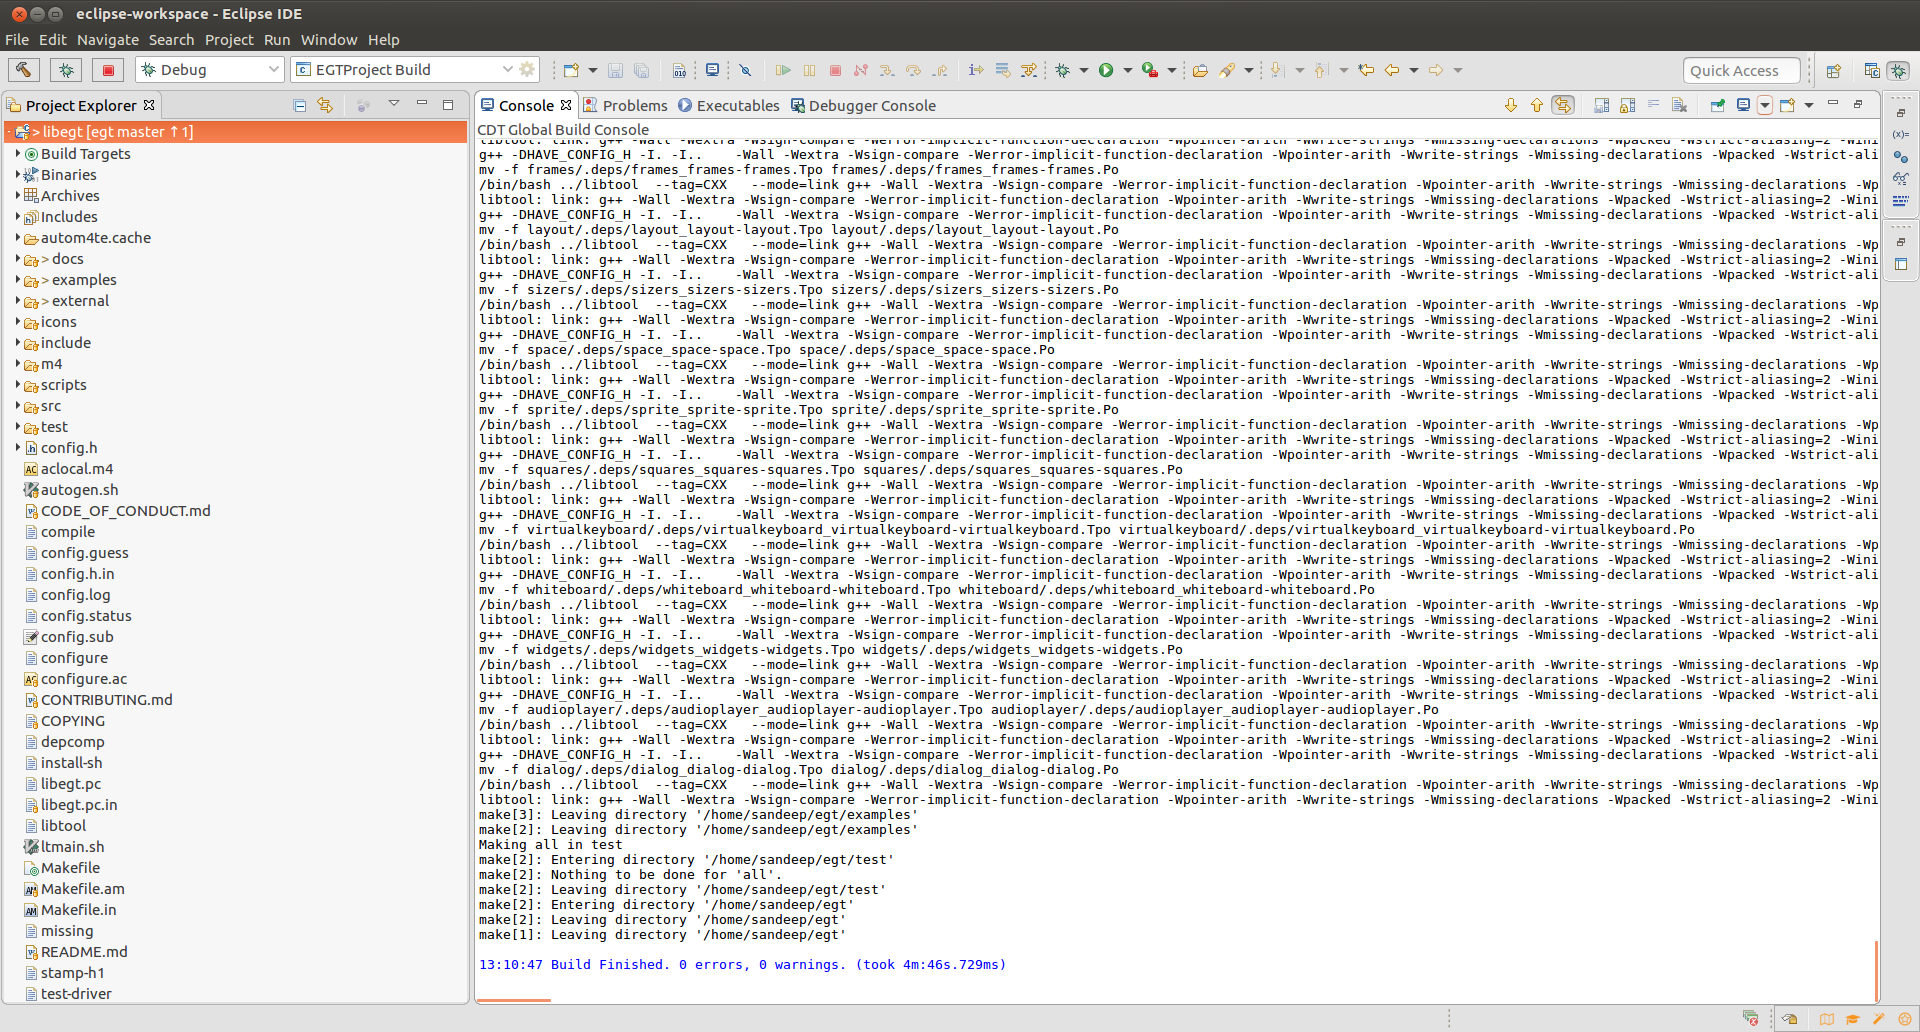 eclipse-workspace - Eclipse IDE
File Edit Navigate Search Project Run Window Help
Debug
EGTProject Build
Quick Access
Project Explorer
> libegt [egt master ↑1]
Build Targets
Binaries
Archives
Includes
autom4te.cache
> docs
> examples
> external
icons
include
m4
scripts
src
test
config.h
aclocal.m4
autogen.sh
CODE_OF_CONDUCT.md
compile
config.guess
config.h.in
config.log
config.status
config.sub
configure
configure.ac
CONTRIBUTING.md
COPYING
depcomp
install-sh
libegt.pc
libegt.pc.in
libtool
ltmain.sh
Makefile
Makefile.am
Makefile.in
missing
README.md
stamp-h1
test-driver
Console Problems Executables Debugger Console
CDT Global Build Console
libtool: link: g++ -Wall -Wextra -Wsign-compare -Werror-implicit-function-declaration -Wpointer-arith -Wwrite-strings -Wmissing-declarations -Wpacked -Wstrict-aliasing=2 -Wini
g++ -DHAVE_CONFIG_H -I. -I..    -Wall -Wextra -Wsign-compare -Werror-implicit-function-declaration -Wpointer-arith -Wwrite-strings -Wmissing-declarations -Wpacked -Wstrict-ali
mv -f frames/.deps/frames_frames-frames.Tpo frames/.deps/frames_frames-frames.Po
/bin/bash ../libtool  --tag=CXX   --mode=link g++ -Wall -Wextra -Wsign-compare -Werror-implicit-function-declaration -Wpointer-arith -Wwrite-strings -Wmissing-declarations -Wp
libtool: link: g++ -Wall -Wextra -Wsign-compare -Werror-implicit-function-declaration -Wpointer-arith -Wwrite-strings -Wmissing-declarations -Wpacked -Wstrict-aliasing=2 -Wini
g++ -DHAVE_CONFIG_H -I. -I..    -Wall -Wextra -Wsign-compare -Werror-implicit-function-declaration -Wpointer-arith -Wwrite-strings -Wmissing-declarations -Wpacked -Wstrict-ali
mv -f layout/.deps/layout_layout-layout.Tpo layout/.deps/layout_layout-layout.Po
/bin/bash ../libtool  --tag=CXX   --mode=link g++ -Wall -Wextra -Wsign-compare -Werror-implicit-function-declaration -Wpointer-arith -Wwrite-strings -Wmissing-declarations -Wp
libtool: link: g++ -Wall -Wextra -Wsign-compare -Werror-implicit-function-declaration -Wpointer-arith -Wwrite-strings -Wmissing-declarations -Wpacked -Wstrict-aliasing=2 -Wini
g++ -DHAVE_CONFIG_H -I. -I..    -Wall -Wextra -Wsign-compare -Werror-implicit-function-declaration -Wpointer-arith -Wwrite-strings -Wmissing-declarations -Wpacked -Wstrict-ali
mv -f sizers/.deps/sizers_sizers-sizers.Tpo sizers/.deps/sizers_sizers-sizers.Po
/bin/bash ../libtool  --tag=CXX   --mode=link g++ -Wall -Wextra -Wsign-compare -Werror-implicit-function-declaration -Wpointer-arith -Wwrite-strings -Wmissing-declarations -Wp
libtool: link: g++ -Wall -Wextra -Wsign-compare -Werror-implicit-function-declaration -Wpointer-arith -Wwrite-strings -Wmissing-declarations -Wpacked -Wstrict-aliasing=2 -Wini
g++ -DHAVE_CONFIG_H -I. -I..    -Wall -Wextra -Wsign-compare -Werror-implicit-function-declaration -Wpointer-arith -Wwrite-strings -Wmissing-declarations -Wpacked -Wstrict-ali
mv -f space/.deps/space_space-space.Tpo space/.deps/space_space-space.Po
/bin/bash ../libtool  --tag=CXX   --mode=link g++ -Wall -Wextra -Wsign-compare -Werror-implicit-function-declaration -Wpointer-arith -Wwrite-strings -Wmissing-declarations -Wp
libtool: link: g++ -Wall -Wextra -Wsign-compare -Werror-implicit-function-declaration -Wpointer-arith -Wwrite-strings -Wmissing-declarations -Wpacked -Wstrict-aliasing=2 -Wini
g++ -DHAVE_CONFIG_H -I. -I..    -Wall -Wextra -Wsign-compare -Werror-implicit-function-declaration -Wpointer-arith -Wwrite-strings -Wmissing-declarations -Wpacked -Wstrict-ali
mv -f sprite/.deps/sprite_sprite-sprite.Tpo sprite/.deps/sprite_sprite-sprite.Po
/bin/bash ../libtool  --tag=CXX   --mode=link g++ -Wall -Wextra -Wsign-compare -Werror-implicit-function-declaration -Wpointer-arith -Wwrite-strings -Wmissing-declarations -Wp
libtool: link: g++ -Wall -Wextra -Wsign-compare -Werror-implicit-function-declaration -Wpointer-arith -Wwrite-strings -Wmissing-declarations -Wpacked -Wstrict-aliasing=2 -Wini
g++ -DHAVE_CONFIG_H -I. -I..    -Wall -Wextra -Wsign-compare -Werror-implicit-function-declaration -Wpointer-arith -Wwrite-strings -Wmissing-declarations -Wpacked -Wstrict-ali
mv -f squares/.deps/squares_squares-squares.Tpo squares/.deps/squares_squares-squares.Po
/bin/bash ../libtool  --tag=CXX   --mode=link g++ -Wall -Wextra -Wsign-compare -Werror-implicit-function-declaration -Wpointer-arith -Wwrite-strings -Wmissing-declarations -Wp
libtool: link: g++ -Wall -Wextra -Wsign-compare -Werror-implicit-function-declaration -Wpointer-arith -Wwrite-strings -Wmissing-declarations -Wpacked -Wstrict-aliasing=2 -Wini
g++ -DHAVE_CONFIG_H -I. -I..    -Wall -Wextra -Wsign-compare -Werror-implicit-function-declaration -Wpointer-arith -Wwrite-strings -Wmissing-declarations -Wpacked -Wstrict-ali
mv -f virtualkeyboard/.deps/virtualkeyboard_virtualkeyboard-virtualkeyboard.Tpo virtualkeyboard/.deps/virtualkeyboard_virtualkeyboard-virtualkeyboard.Po
/bin/bash ../libtool  --tag=CXX   --mode=link g++ -Wall -Wextra -Wsign-compare -Werror-implicit-function-declaration -Wpointer-arith -Wwrite-strings -Wmissing-declarations -Wp
libtool: link: g++ -Wall -Wextra -Wsign-compare -Werror-implicit-function-declaration -Wpointer-arith -Wwrite-strings -Wmissing-declarations -Wpacked -Wstrict-aliasing=2 -Wini
g++ -DHAVE_CONFIG_H -I. -I..    -Wall -Wextra -Wsign-compare -Werror-implicit-function-declaration -Wpointer-arith -Wwrite-strings -Wmissing-declarations -Wpacked -Wstrict-ali
mv -f whiteboard/.deps/whiteboard_whiteboard-whiteboard.Tpo whiteboard/.deps/whiteboard_whiteboard-whiteboard.Po
/bin/bash ../libtool  --tag=CXX   --mode=link g++ -Wall -Wextra -Wsign-compare -Werror-implicit-function-declaration -Wpointer-arith -Wwrite-strings -Wmissing-declarations -Wp
libtool: link: g++ -Wall -Wextra -Wsign-compare -Werror-implicit-function-declaration -Wpointer-arith -Wwrite-strings -Wmissing-declarations -Wpacked -Wstrict-aliasing=2 -Wini
g++ -DHAVE_CONFIG_H -I. -I..    -Wall -Wextra -Wsign-compare -Werror-implicit-function-declaration -Wpointer-arith -Wwrite-strings -Wmissing-declarations -Wpacked -Wstrict-ali
mv -f widgets/.deps/widgets_widgets-widgets.Tpo widgets/.deps/widgets_widgets-widgets.Po
/bin/bash ../libtool  --tag=CXX   --mode=link g++ -Wall -Wextra -Wsign-compare -Werror-implicit-function-declaration -Wpointer-arith -Wwrite-strings -Wmissing-declarations -Wp
libtool: link: g++ -Wall -Wextra -Wsign-compare -Werror-implicit-function-declaration -Wpointer-arith -Wwrite-strings -Wmissing-declarations -Wpacked -Wstrict-aliasing=2 -Wini
g++ -DHAVE_CONFIG_H -I. -I..    -Wall -Wextra -Wsign-compare -Werror-implicit-function-declaration -Wpointer-arith -Wwrite-strings -Wmissing-declarations -Wpacked -Wstrict-ali
mv -f audioplayer/.deps/audioplayer_audioplayer-audioplayer.Tpo audioplayer/.deps/audioplayer_audioplayer-audioplayer.Po
/bin/bash ../libtool  --tag=CXX   --mode=link g++ -Wall -Wextra -Wsign-compare -Werror-implicit-function-declaration -Wpointer-arith -Wwrite-strings -Wmissing-declarations -Wp
libtool: link: g++ -Wall -Wextra -Wsign-compare -Werror-implicit-function-declaration -Wpointer-arith -Wwrite-strings -Wmissing-declarations -Wpacked -Wstrict-aliasing=2 -Wini
g++ -DHAVE_CONFIG_H -I. -I..    -Wall -Wextra -Wsign-compare -Werror-implicit-function-declaration -Wpointer-arith -Wwrite-strings -Wmissing-declarations -Wpacked -Wstrict-ali
mv -f dialog/.deps/dialog_dialog-dialog.Tpo dialog/.deps/dialog_dialog-dialog.Po
/bin/bash ../libtool  --tag=CXX   --mode=link g++ -Wall -Wextra -Wsign-compare -Werror-implicit-function-declaration -Wpointer-arith -Wwrite-strings -Wmissing-declarations -Wp
libtool: link: g++ -Wall -Wextra -Wsign-compare -Werror-implicit-function-declaration -Wpointer-arith -Wwrite-strings -Wmissing-declarations -Wpacked -Wstrict-aliasing=2 -Wini
make[3]: Leaving directory '/home/sandeep/egt/examples'
make[2]: Leaving directory '/home/sandeep/egt/examples'
Making all in test
make[2]: Entering directory '/home/sandeep/egt/test'
make[2]: Nothing to be done for 'all'.
make[2]: Leaving directory '/home/sandeep/egt/test'
make[2]: Entering directory '/home/sandeep/egt'
make[2]: Leaving directory '/home/sandeep/egt'
make[1]: Leaving directory '/home/sandeep/egt'
13:10:47 Build Finished. 0 errors, 0 warnings. (took 4m:46s.729ms)